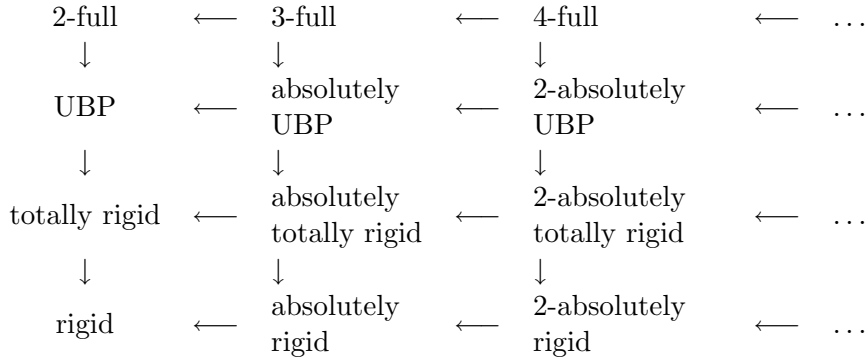 2-full ⟵ 3-full ⟵ 4-full ⟵ …
↓ ↓ ↓
UBP ⟵ absolutely UBP ⟵ 2-absolutely UBP ⟵ …
↓ ↓ ↓
totally rigid ⟵ absolutely totally rigid ⟵ 2-absolutely totally rigid ⟵ …
↓ ↓ ↓
rigid ⟵ absolutely rigid ⟵ 2-absolutely rigid ⟵ …